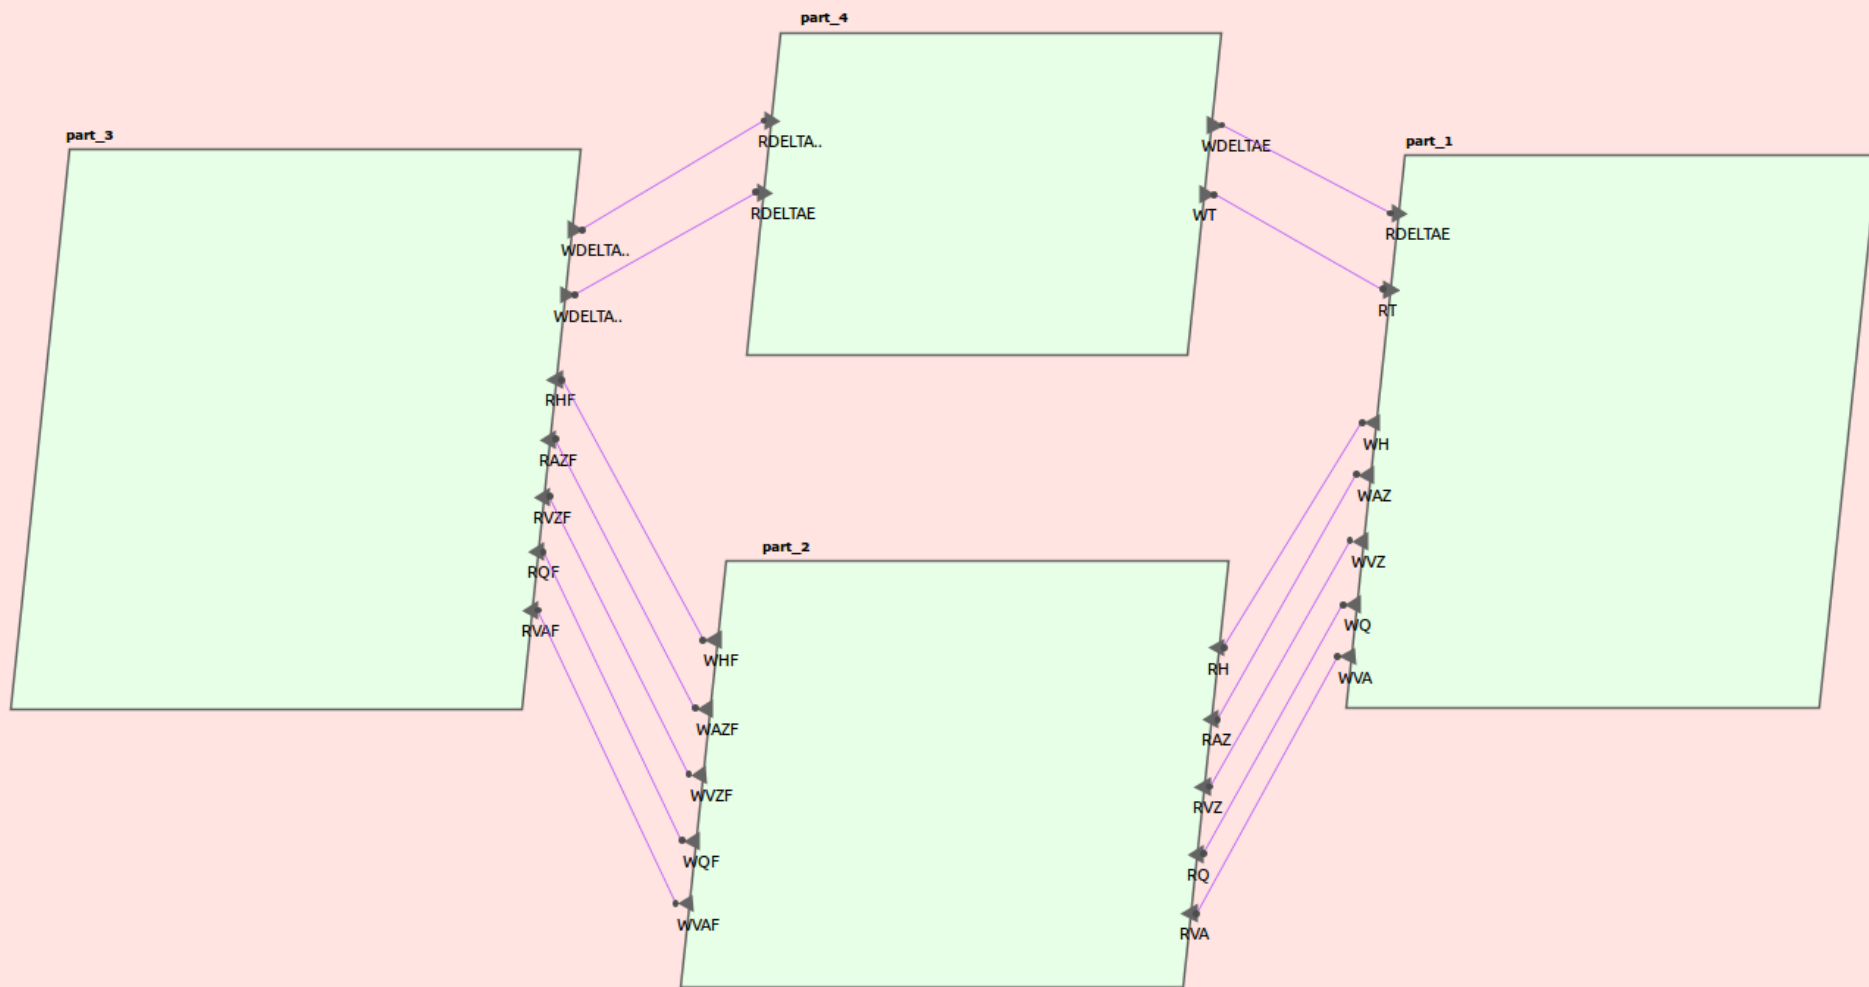 part_4
part_3
part_1
RDELTA..
WDELTAE
RDELTAE
WT
RDELTAE
WDELTA..
RT
WDELTA..
RHF
WH
RAZF
WAZ
RVZF
part_2
WVZ
RQF
WQ
RVAF
WHF
RH
WVA
WAZF
RAZ
WVZF
RVZ
WQF
RQ
WVAF
RVA